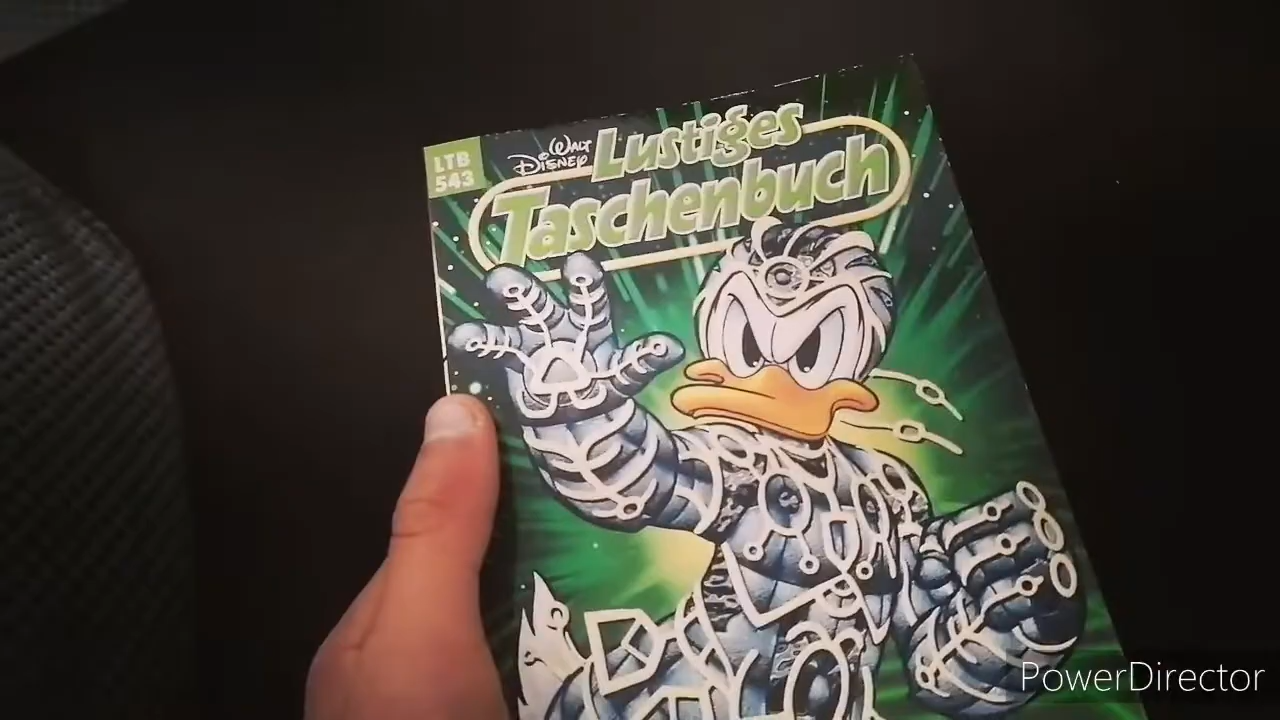 LTB
543
Walt
Disney
Lustiges
Taschenbuch
PowerDirector